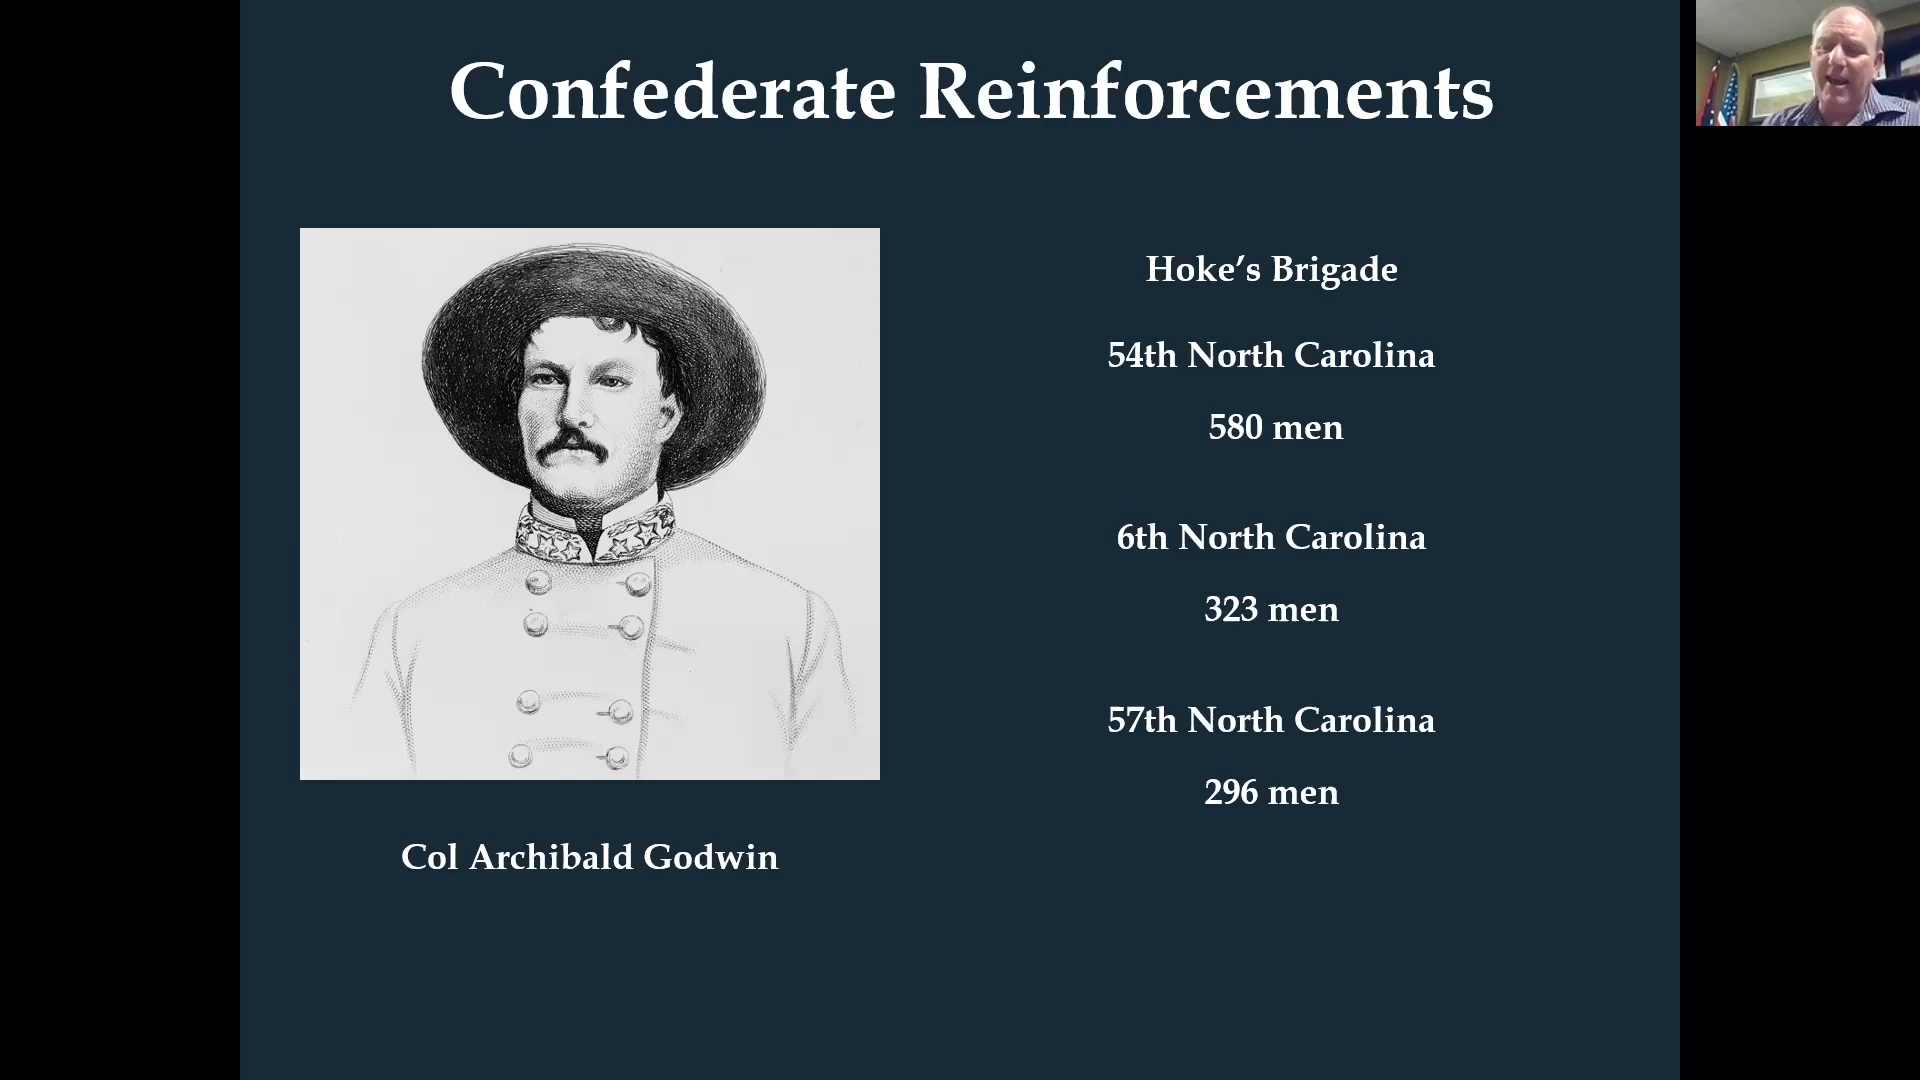 Confederate Reinforcements
Hoke’s Brigade
54th North Carolina
580 men
6th North Carolina
323 men
57th North Carolina
296 men
Col Archibald Godwin